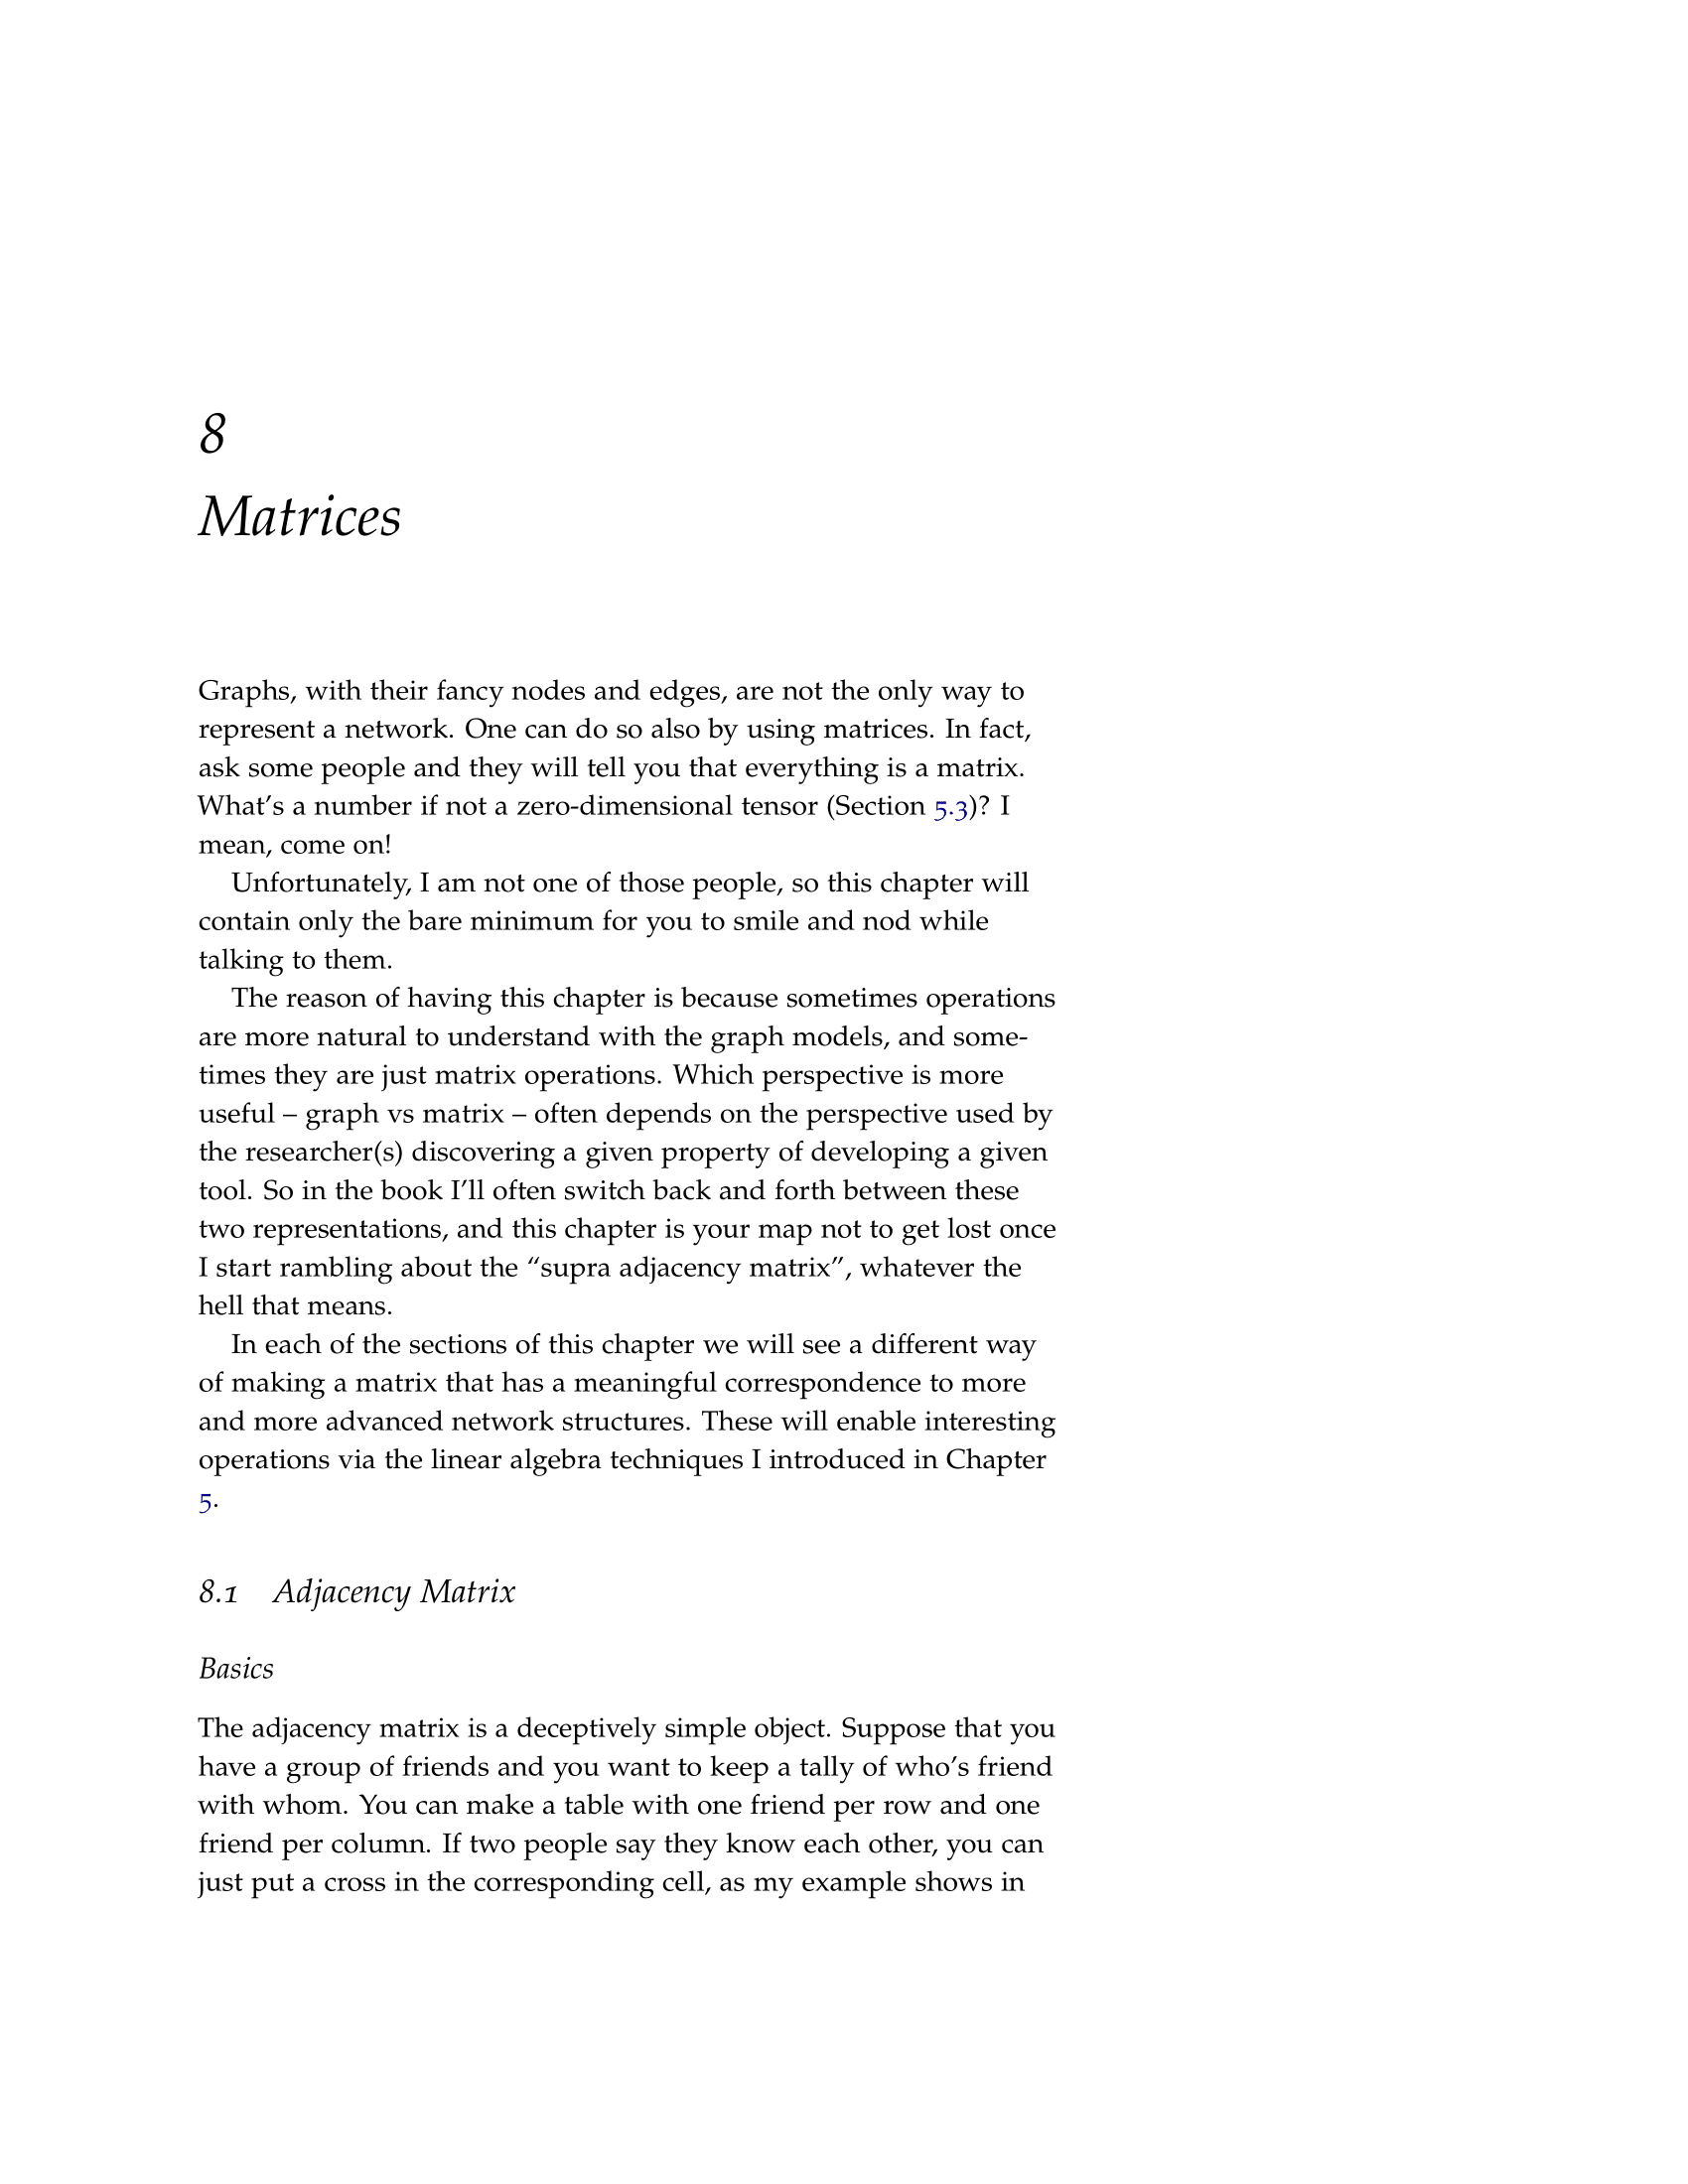 8
Matrices
Graphs, with their fancy nodes and edges, are not the only way to
represent a network. One can do so also by using matrices. In fact,
ask some people and they will tell you that everything is a matrix.
What's a number if not a zero-dimensional tensor (Section 5.3)? I
mean, come on!
Unfortunately, I am not one of those people, so this chapter will
contain only the bare minimum for you to smile and nod while
talking to them.
The reason of having this chapter is because sometimes operations
are more natural to understand with the graph models, and some-
times they are just matrix operations. Which perspective is more
useful – graph vs matrix – often depends on the perspective used by
the researcher(s) discovering a given property of developing a given
tool. So in the book I'll often switch back and forth between these
two representations, and this chapter is your map not to get lost once
I start rambling about the “supra adjacency matrix”, whatever the
hell that means.
In each of the sections of this chapter we will see a different way
of making a matrix that has a meaningful correspondence to more
and more advanced network structures. These will enable interesting
operations via the linear algebra techniques I introduced in Chapter
5.
8.1 Adjacency Matrix
Basics
The adjacency matrix is a deceptively simple object. Suppose that you
have a group of friends and you want to keep a tally of who's friend
with whom. You can make a table with one friend per row and one
friend per column. If two people say they know each other, you can
just put a cross in the corresponding cell, as my example shows in